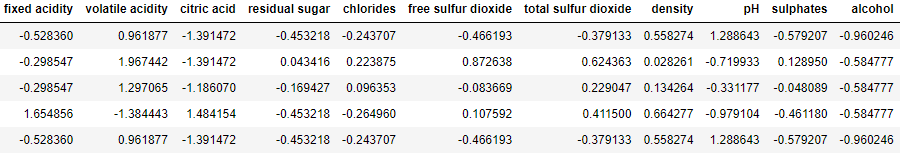 fixed acidity volatile acidity citric acid residual sugar chlorides free sulfur dioxide total sulfur dioxide density pH sulphates alcohol
-0.528360 0.961877 -1.391472 -0.453218 -0.243707 -0.466193 -0.379133 0.558274 1.288643 -0.579207 -0.960246
-0.298547 1.967442 -1.391472 0.043416 0.223875 0.872638 0.624363 0.028261 -0.719933 0.128950 -0.584777
-0.298547 1.297065 -1.186070 -0.169427 0.096353 -0.083669 0.229047 0.134264 -0.331177 -0.048089 -0.584777
1.654856 -1.384443 1.484154 -0.453218 -0.264960 0.107592 0.411500 0.664277 -0.979104 -0.461180 -0.584777
-0.528360 0.961877 -1.391472 -0.453218 -0.243707 -0.466193 -0.379133 0.558274 1.288643 -0.579207 -0.960246